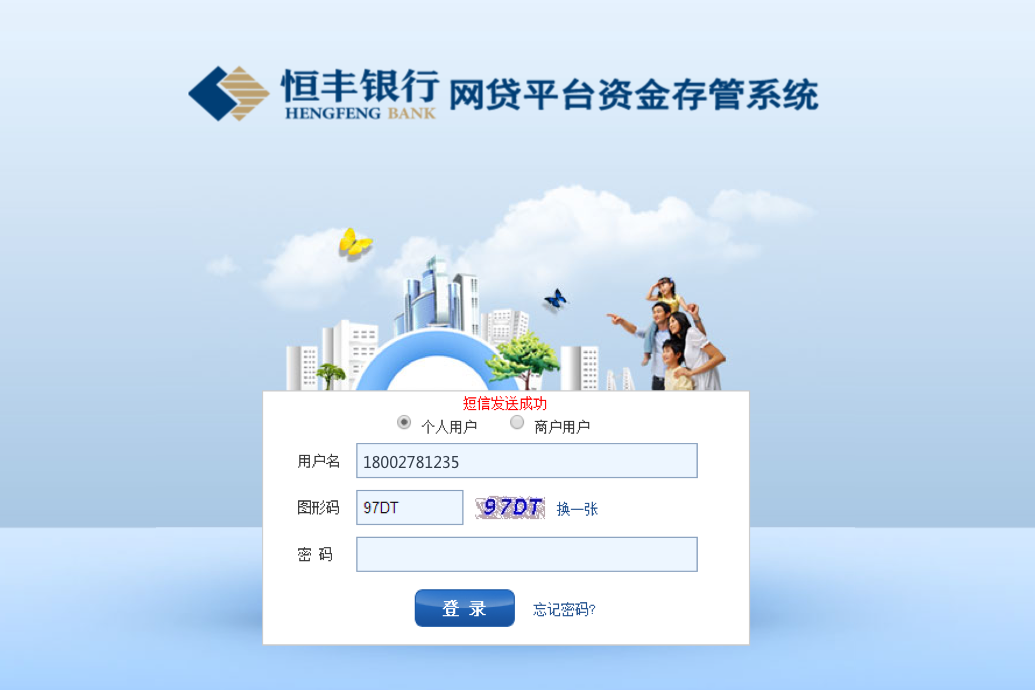 恒丰银行 网贷平台资金存管系统
HENGFENG BANK
短信发送成功
个人用户 商户用户
用户名 18002781235
图形码 97DT 97DT 换一张
密 码
登 录 忘记密码?